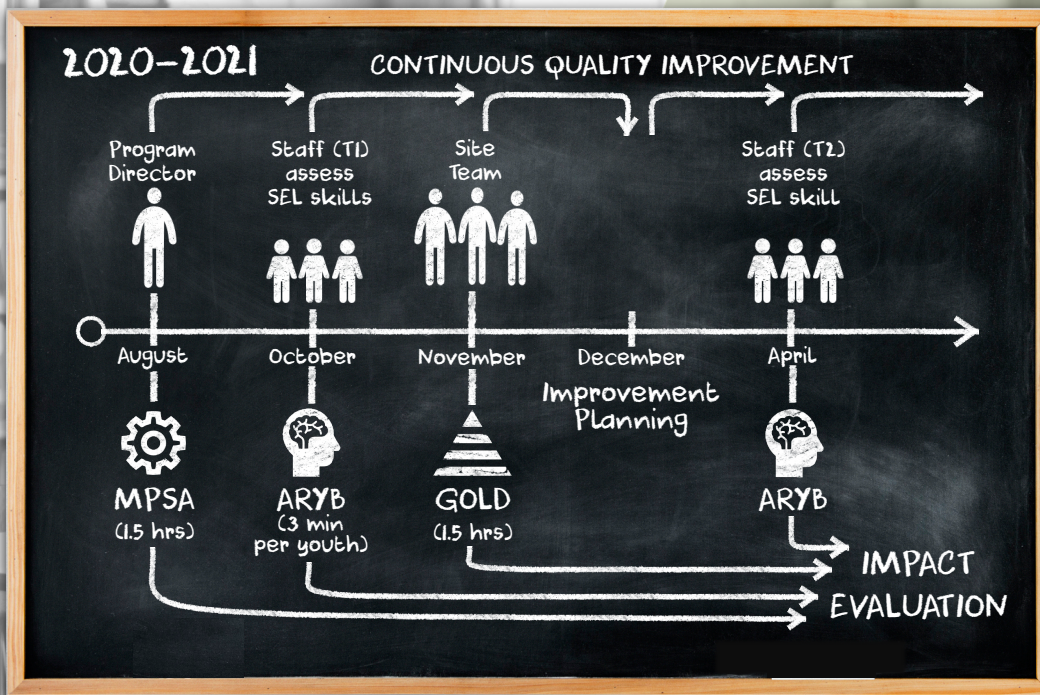 2020-2021
CONTINUOUS QUALITY IMPROVEMENT
Program
Director
Staff (T1)
assess
SEL skills
Site
Team
Staff (T2)
assess
SEL skill
August
October
November
December
April
Improvement
Planning
MPSA
(1.5 hrs)
ARYB
(3 min
per youth)
GOLD
(1.5 hrs)
ARYB
IMPACT
EVALUATION